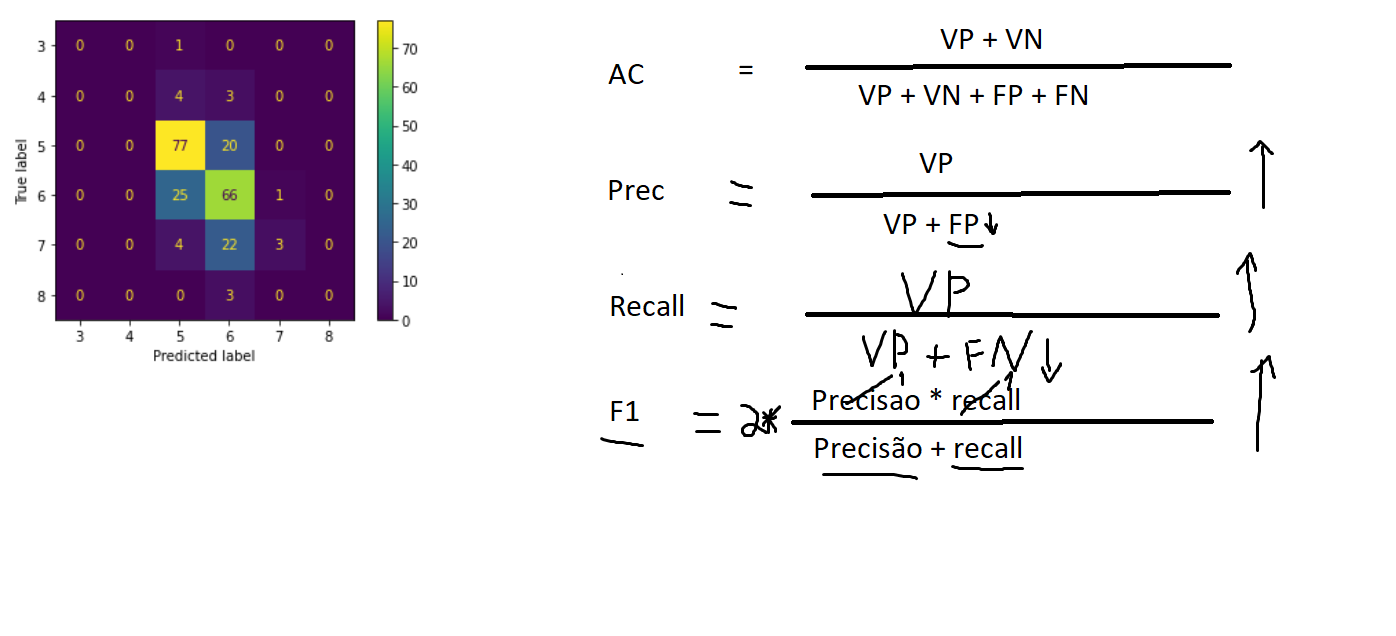 3 0 0 1 0 0 0
4 0 0 4 3 0 0
5 0 0 77 20 0 0
6 0 0 25 66 1 0
7 0 0 4 22 3 0
8 0 0 0 3 0 0
3 4 5 6 7 8
Predicted label
True label
70
60
50
40
30
20
10
0
VP + VN
AC =
VP + VN + FP + FN
VP
Prec =
VP + FP ↓ ↑
VP
Recall =
VP + FN ↓ ↑
Precisao * recall
F1 = 2*
Precisão + recall ↑